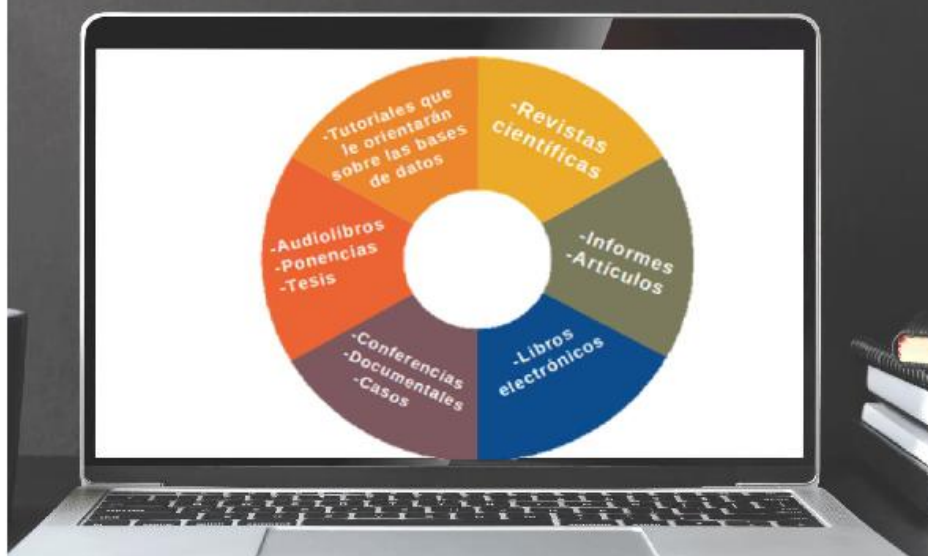 -Tutoriales que
le orientarán
sobre las bases
de datos
-Revistas
científicas
-Informes
-Artículos
-Libros
electrónicos
-Conferencias
-Documentales
-Casos
-Audiolibros
-Ponencias
-Tesis